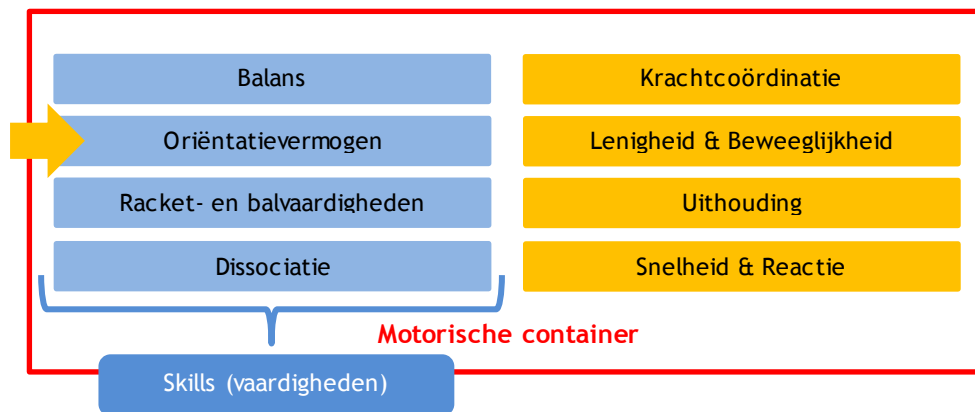 Balans
Krachtcoördinatie
Oriëntatievermogen
Lenigheid & Beweeglijkheid
Racket- en balvaardigheden
Uithouding
Dissociatie
Snelheid & Reactie
Motorische container
Skills (vaardigheden)